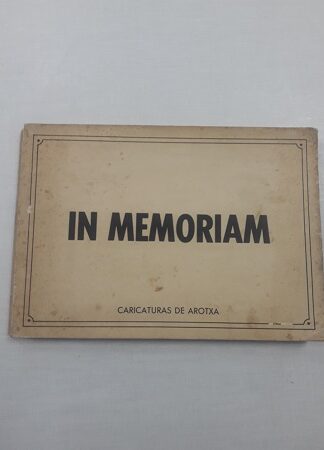 IN MEMORIAM
CARICATURAS DE AROTXA